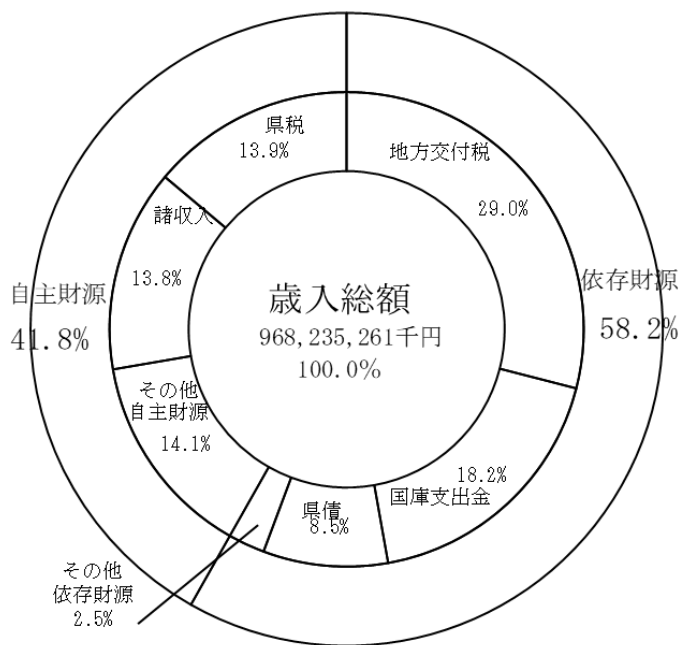 県税
13.9%
地方交付税
29.0%
諸収入
13.8%
自主財源
41.8%
歳入総額
968,235,261千円
100.0%
依存財源
58.2%
その他
自主財源
14.1%
18.2%
国庫支出金
県債
8.5%
その他
依存財源
2.5%